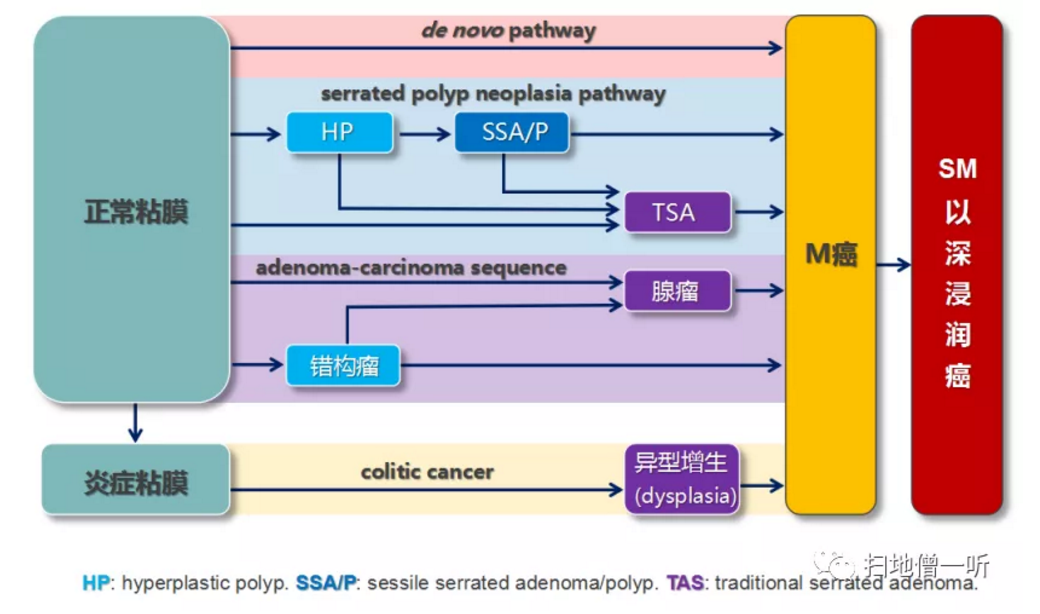 de novo pathway
serrated polyp neoplasia pathway
HP
SSA/P
TSA
正常粘膜
adenoma-carcinoma sequence
腺瘤
错构瘤
炎症粘膜
colitic cancer
异型增生
(dysplasia)
M癌
SM
以
深
浸
润
癌
HP: hyperplastic polyp. SSA/P: sessile serrated adenoma/polyp. TAS: traditional serrated adenoma.
扫地僧一听